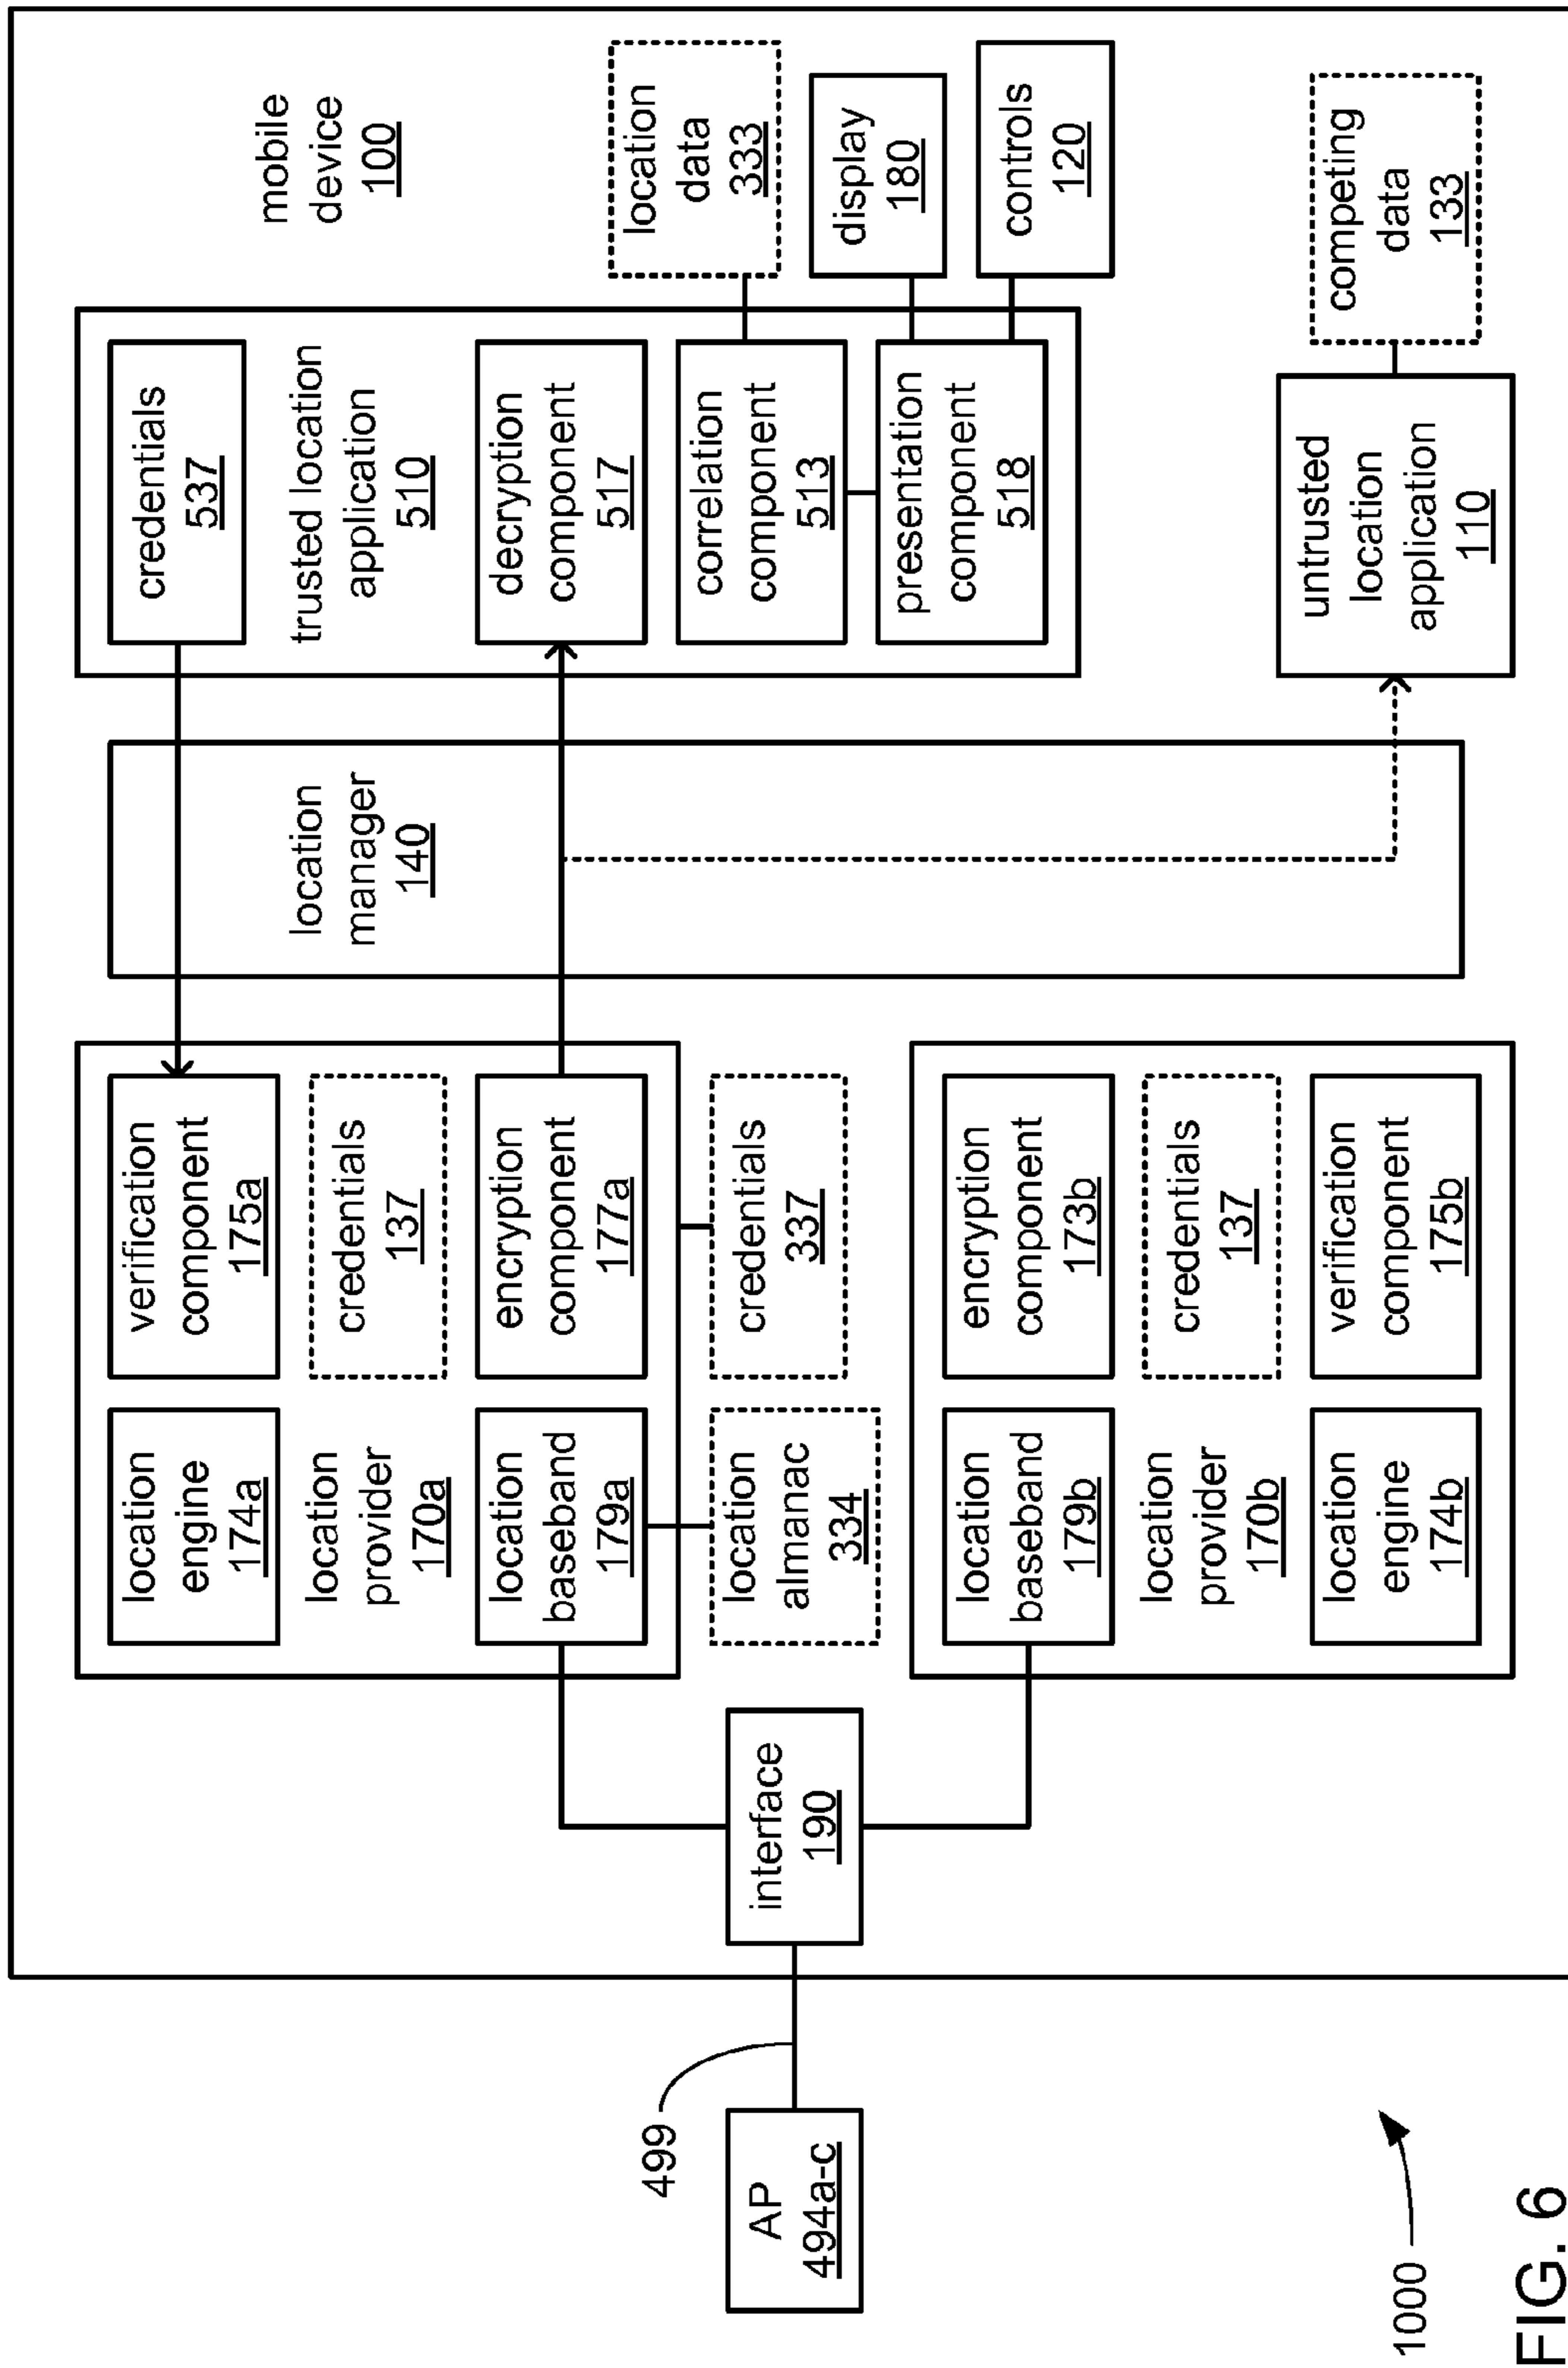 mobile
device
100
credentials
537
trusted location
application
510
decryption
component
517
correlation
component
513
presentation
component
518
location
data
333
display
180
controls
120
untrusted
location
application
110
competing
data
133
location
manager
140
verification
component
175a
credentials
137
encryption
component
177a
location
engine
174a
location
provider
170a
location
baseband
179a
credentials
337
location
almanac
334
encryption
component
173b
credentials
137
verification
component
175b
location
baseband
179b
location
provider
170b
location
engine
174b
interface
190
499
AP
494a-c
1000
FIG. 6